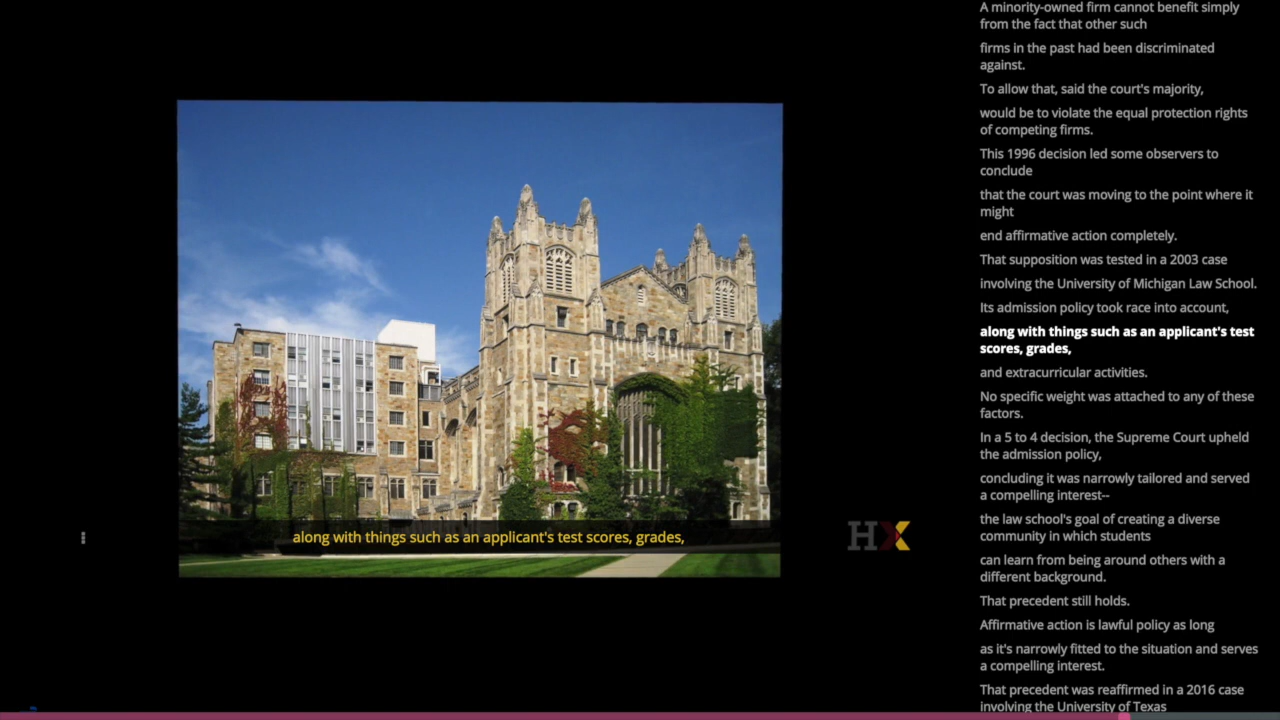 A minority-owned firm cannot benefit simply
from the fact that other such
firms in the past had been discriminated
against.
To allow that, said the court's majority,
would be to violate the equal protection rights
of competing firms.
This 1996 decision led some observers to
conclude
that the court was moving to the point where it
might
end affirmative action completely.
That supposition was tested in a 2003 case
involving the University of Michigan Law School.
Its admission policy took race into account,
along with things such as an applicant's test
scores, grades,
and extracurricular activities.
No specific weight was attached to any of these
factors.
In a 5 to 4 decision, the Supreme Court upheld
the admission policy,
concluding it was narrowly tailored and served
a compelling interest--
the law school's goal of creating a diverse
community in which students
can learn from being around others with a
different background.
That precedent still holds.
Affirmative action is lawful policy as long
as it's narrowly fitted to the situation and serves
a compelling interest.
That precedent was reaffirmed in a 2016 case
involving the University of Texas
along with things such as an applicant's test scores, grades,
HX